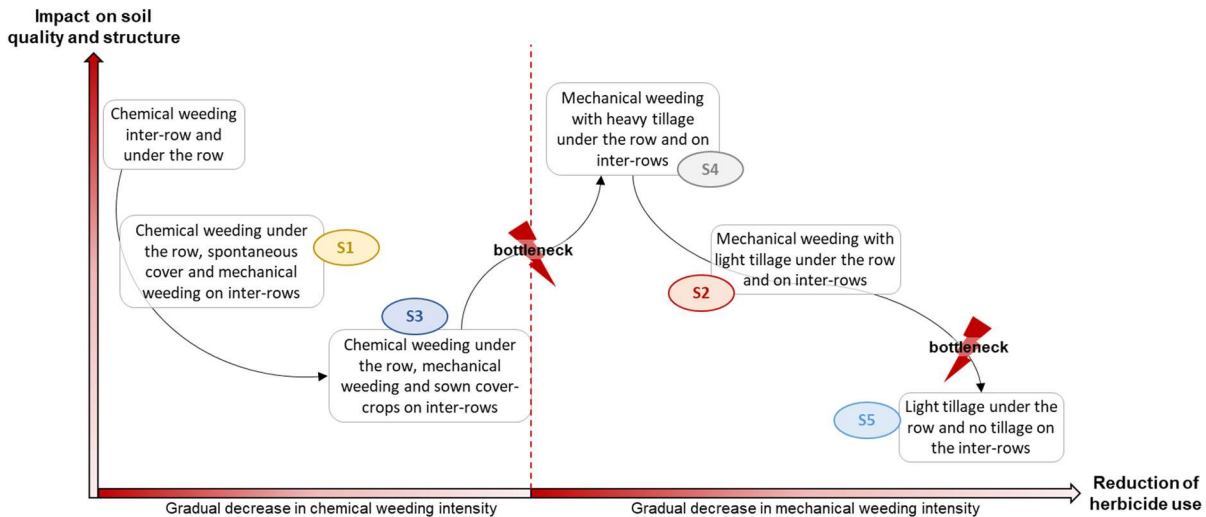 Impact on soil
quality and structure
Chemical weeding
inter-row and
under the row
Chemical weeding under
the row, spontaneous
cover and mechanical
weeding on inter-rows
S1
S3
Chemical weeding under
the row, mechanical
weeding and sown cover-
crops on inter-rows
bottleneck
Mechanical weeding
with heavy tillage
under the row and on
inter-rows
S4
Mechanical weeding with
light tillage under the row
and on inter-rows
S2
bottleneck
S5
Light tillage under the
row and no tillage on
the inter-rows
Gradual decrease in chemical weeding intensity
Gradual decrease in mechanical weeding intensity
Reduction of
herbicide use